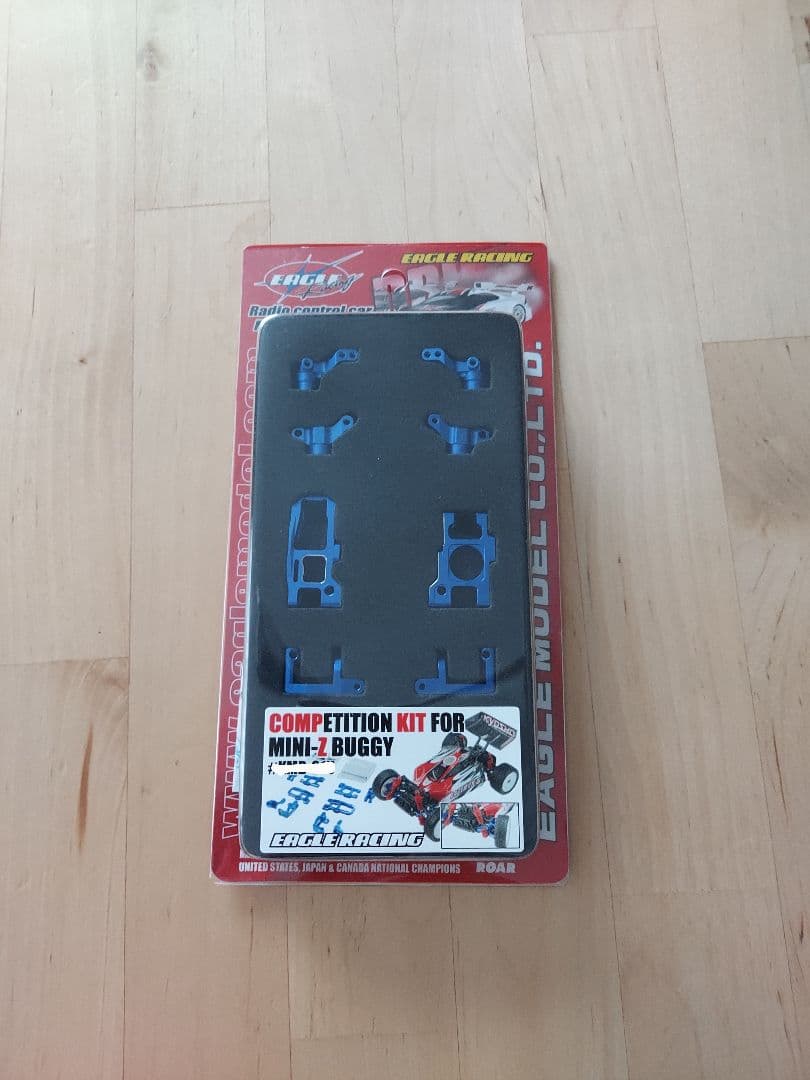 EAGLE RACING
EAGLE
Racing
Radio control car
www.eaglemodel.com
EAGLE MODEL CO.,LTD.
COMPETITION KIT FOR
MINI-Z BUGGY
KYOSHO
EAGLE RACING
UNITED STATES, JAPAN & CANADA NATIONAL CHAMPIONS ROAR